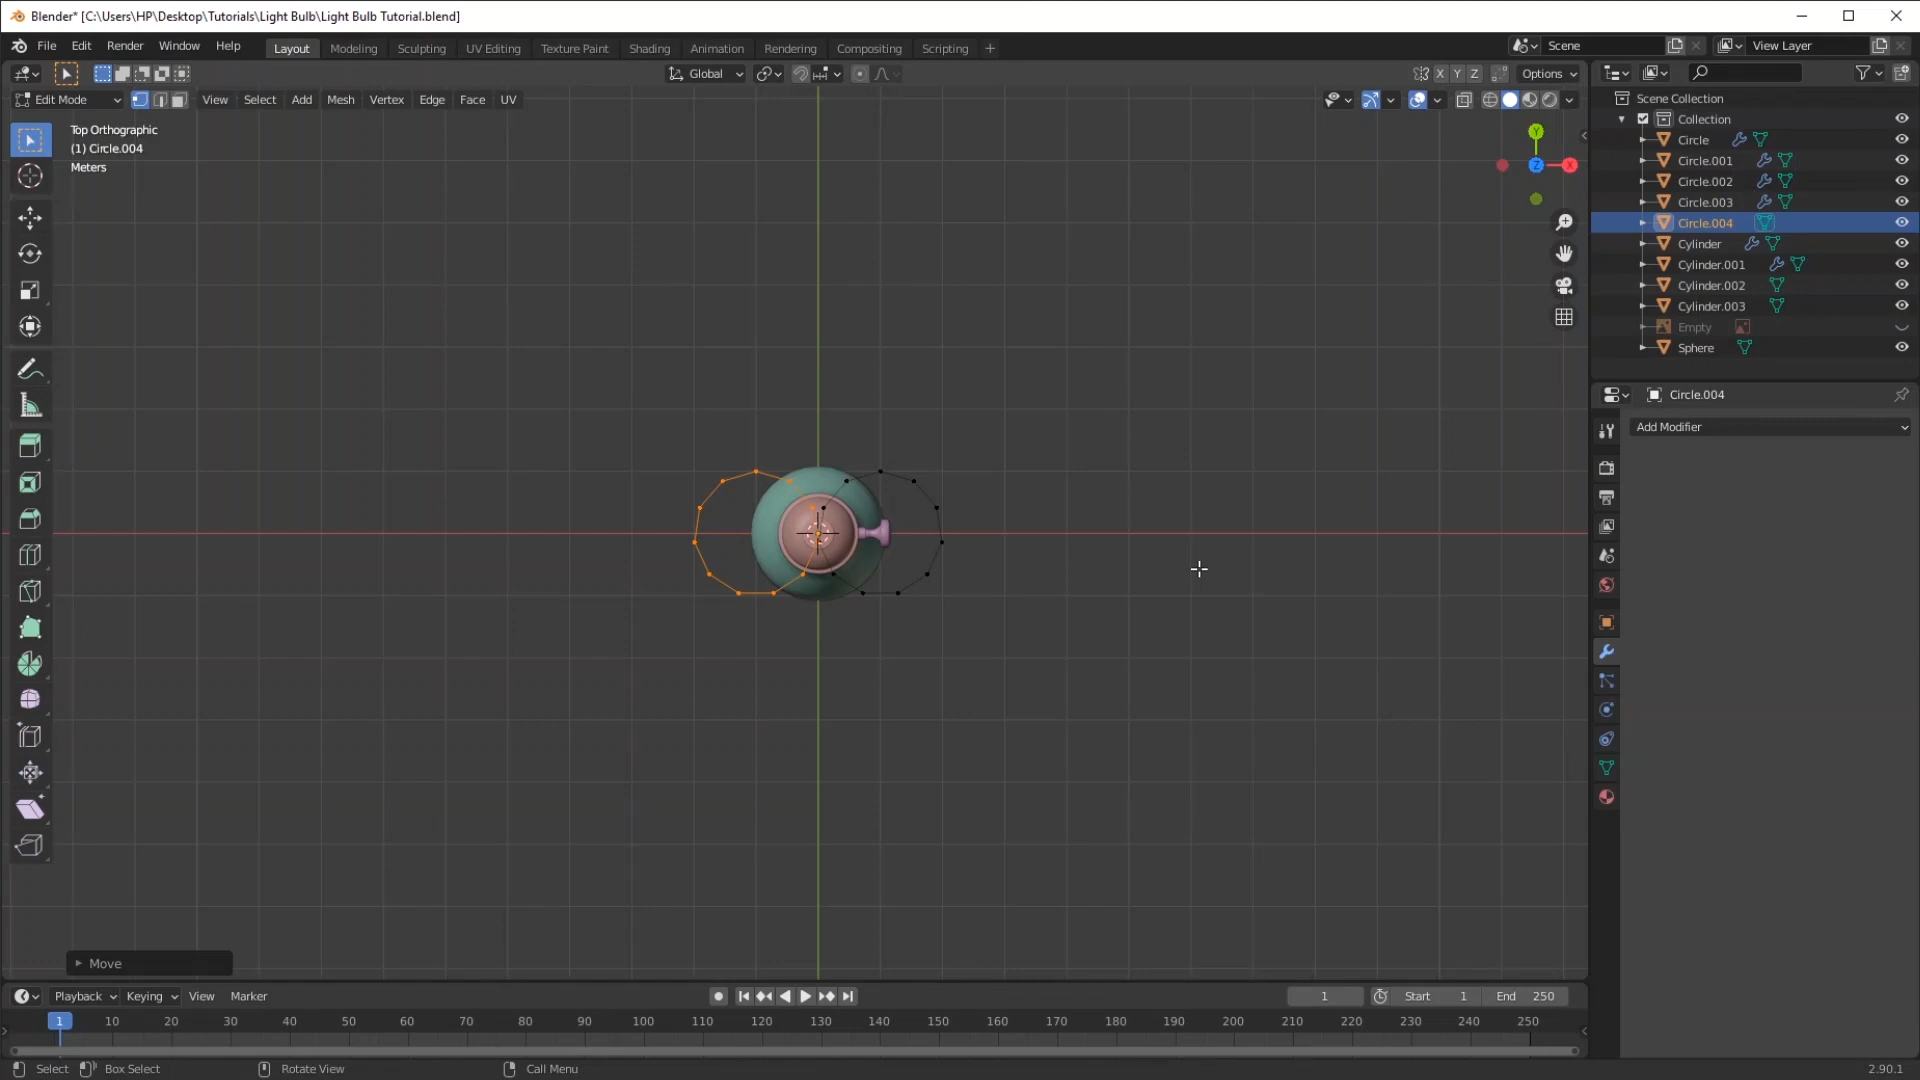 Blender* [C:\Users\HP\Desktop\Tutorials\Light Bulb\Light Bulb Tutorial.blend]
File Edit Render Window Help Layout Modeling Sculpting UV Editing Texture Paint Shading Animation Rendering Compositing Scripting + Scene View Layer
Global X Y Z Options
Edit Mode View Select Add Mesh Vertex Edge Face UV
Top Orthographic
(1) Circle.004
Meters
Y
Z X
Scene Collection
Collection
Circle
Circle.001
Circle.002
Circle.003
Circle.004
Cylinder
Cylinder.001
Cylinder.002
Cylinder.003
Empty
Sphere
Circle.004
Add Modifier
Move
Playback Keying View Marker 1 Start 1 End 250
1 10 20 30 40 50 60 70 80 90 100 110 120 130 140 150 160 170 180 190 200 210 220 230 240 250
Select Box Select Rotate View Call Menu 2.90.1